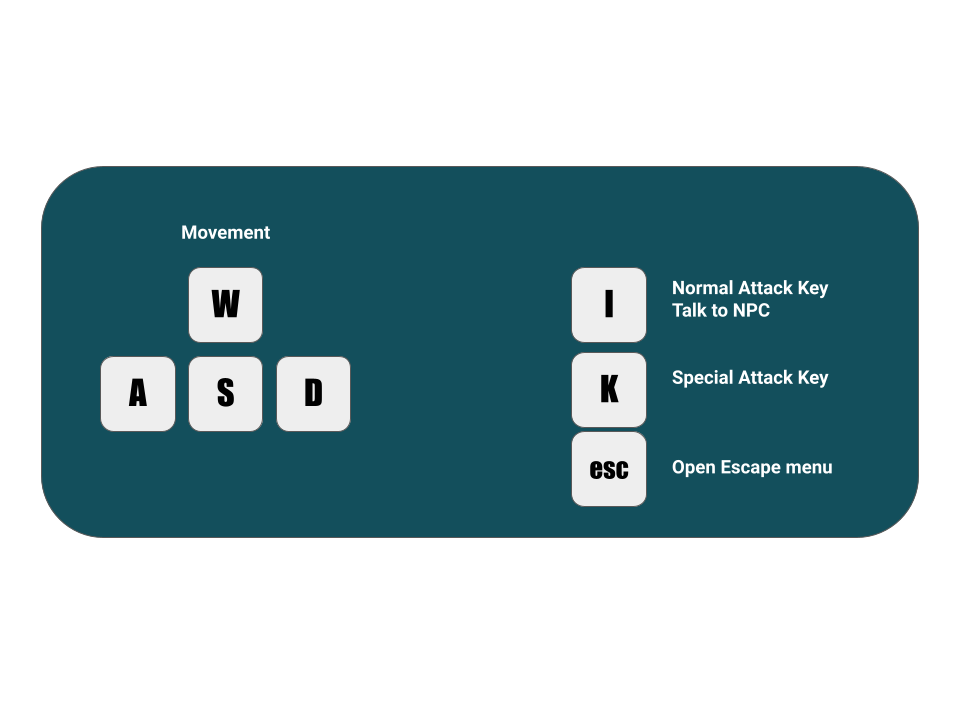 Movement
W
A S D
I
Normal Attack Key
Talk to NPC
K
Special Attack Key
esc
Open Escape menu